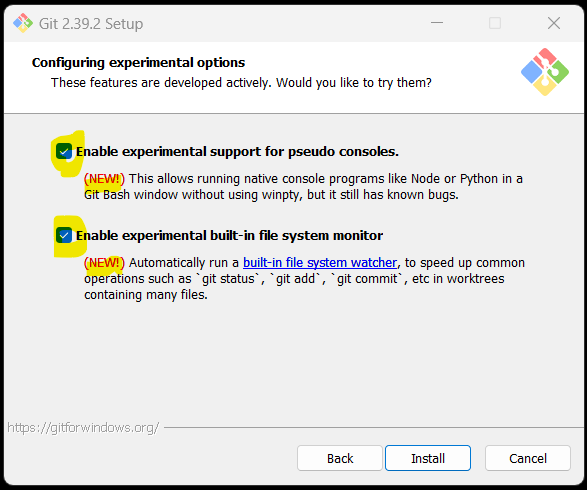 Git 2.39.2 Setup
Configuring experimental options
These features are developed actively. Would you like to try them?
Enable experimental support for pseudo consoles.
(NEW!) This allows running native console programs like Node or Python in a
Git Bash window without using winpty, but it still has known bugs.
Enable experimental built-in file system monitor
(NEW!) Automatically run a built-in file system watcher, to speed up common
operations such as `git status`, `git add`, `git commit`, etc in worktrees
containing many files.
https://gitforwindows.org/
Back
Install
Cancel